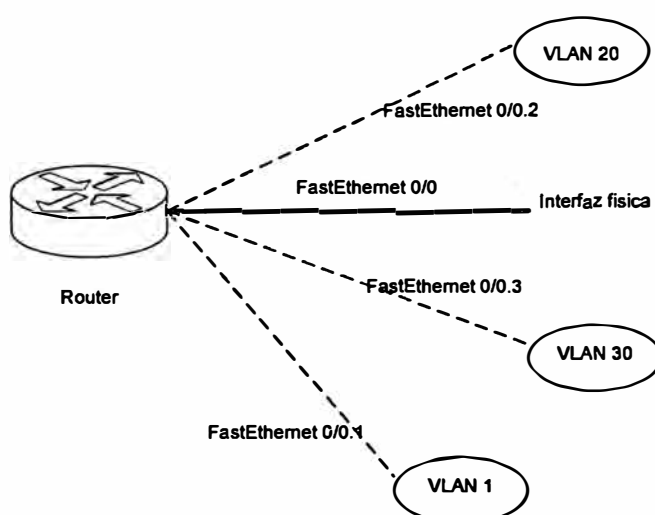 VLAN 20
FastEthernet 0/0.2
FastEthernet 0/0
Interfaz fisica
Router
FastEthernet 0/0.3
VLAN 30
FastEthernet 0/0.1
VLAN 1